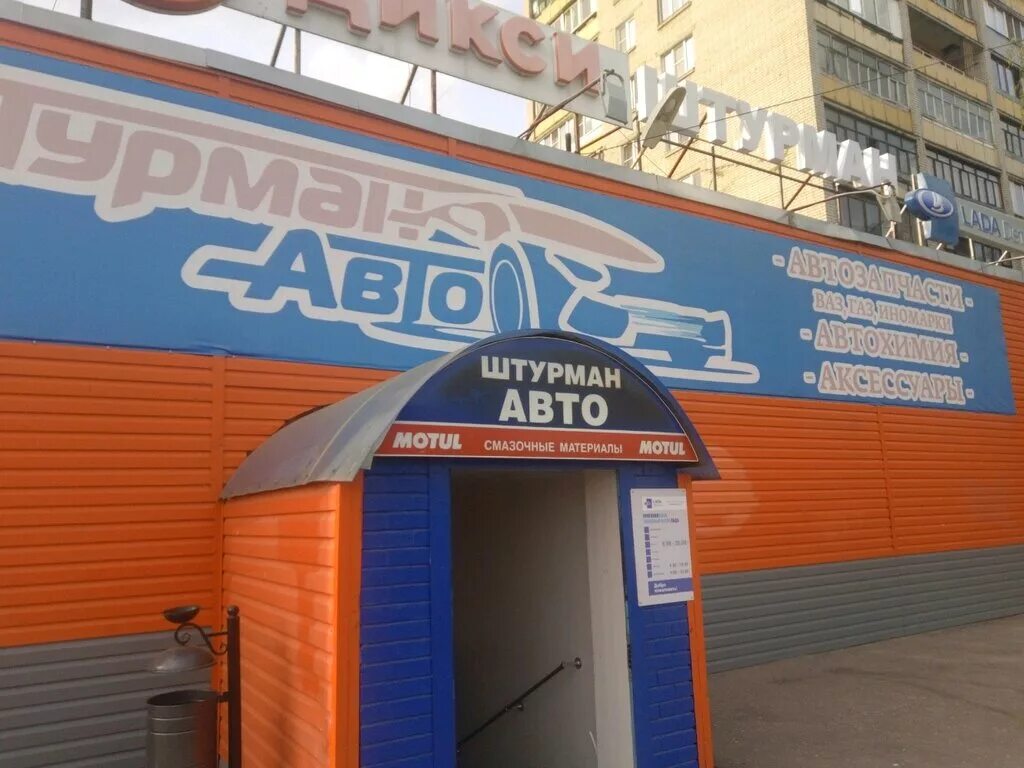 дикси
ШТУРМАН
LADA
Штурман
АВТО
- АВТОЗАПЧАСТИ -
ВАЗ, ГАЗ, ИНОМАРКИ
- АВТОХИМИЯ -
- АКСЕССУАРЫ -
ШТУРМАН
АВТО
MOTUL СМАЗОЧНЫЕ МАТЕРИАЛЫ MOTUL